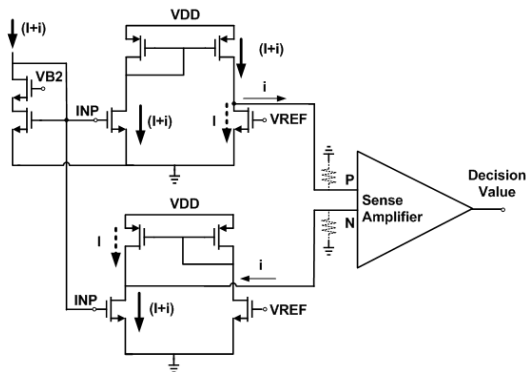 (I+i)
VDD
VB2
(I+i)
INP
(I+i)
I
i
VREF
P
Sense
Amplifier
N
Decision
Value
VDD
I
i
INP
(I+i)
VREF